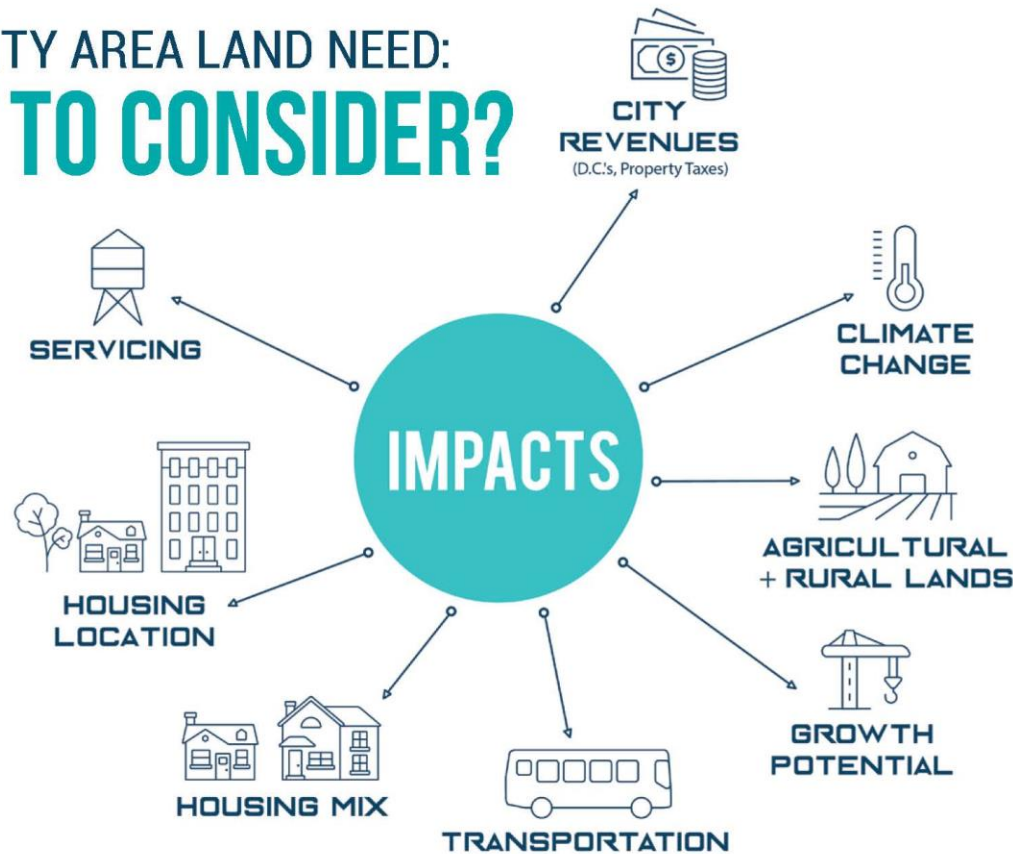 TY AREA LAND NEED:
TO CONSIDER?
CITY
REVENUES
(D.C.'s, Property Taxes)
SERVICING
CLIMATE
CHANGE
IMPACTS
AGRICULTURAL
+ RURAL LANDS
HOUSING
LOCATION
GROWTH
POTENTIAL
HOUSING MIX
TRANSPORTATION